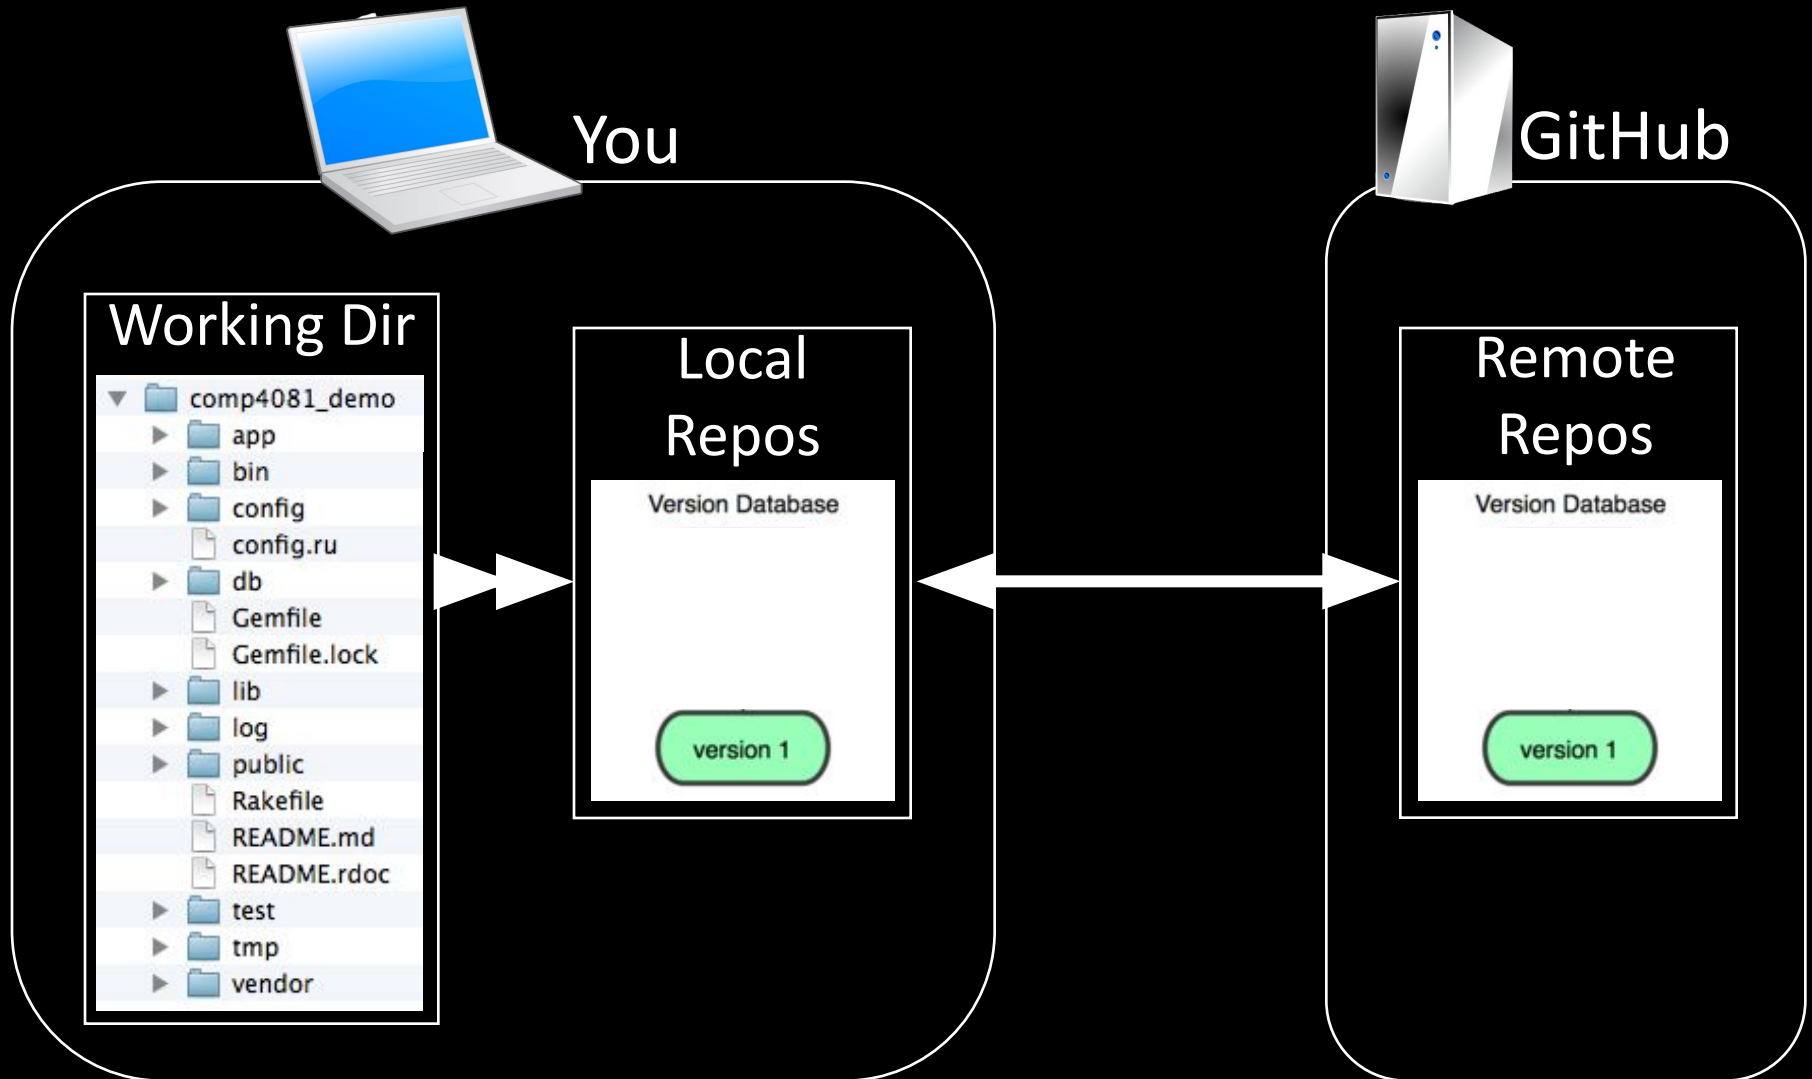 You
GitHub
Working Dir
comp4081_demo
app
bin
config
config.ru
db
Gemfile
Gemfile.lock
lib
log
public
Rakefile
README.md
README.rdoc
test
tmp
vendor
Local
Repos
Version Database
version 1
Remote
Repos
Version Database
version 1